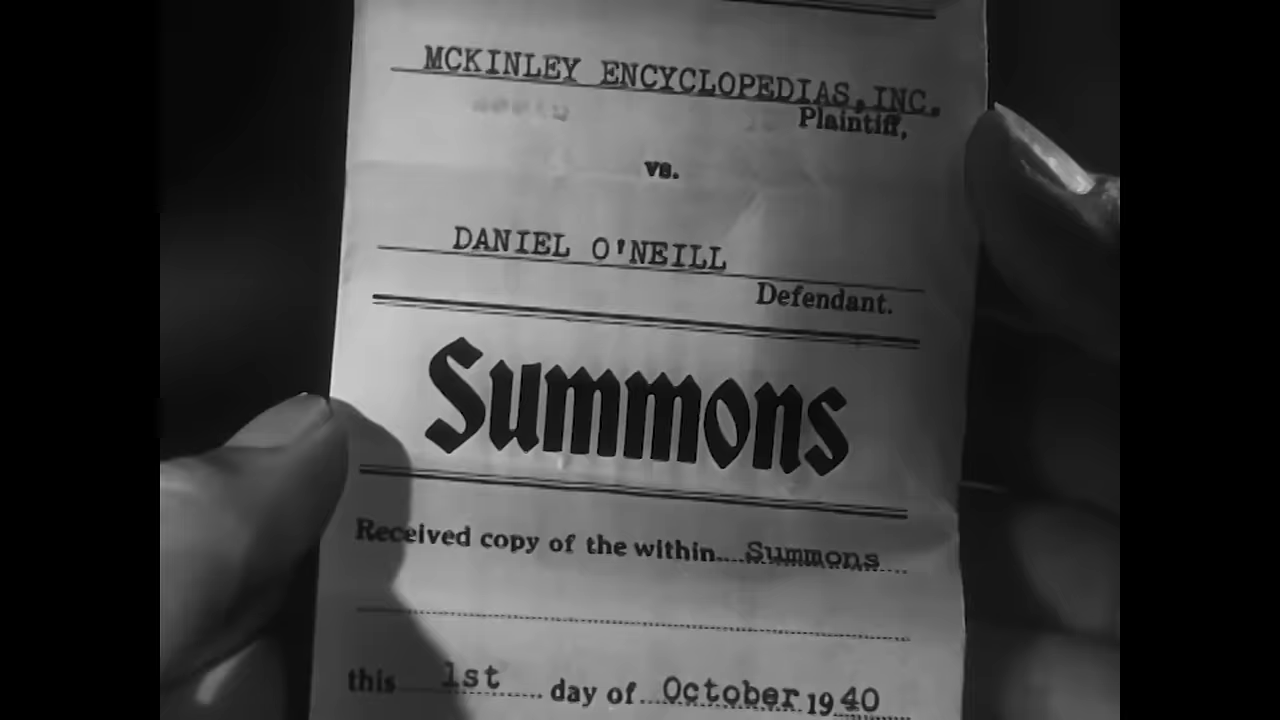 MCKINLEY ENCYCLOPEDIAS, INC.
Plaintiff,
vs.
DANIEL O'NEILL
Defendant.
Summons
Received copy of the within....Summons....
this 1st day of October 1940